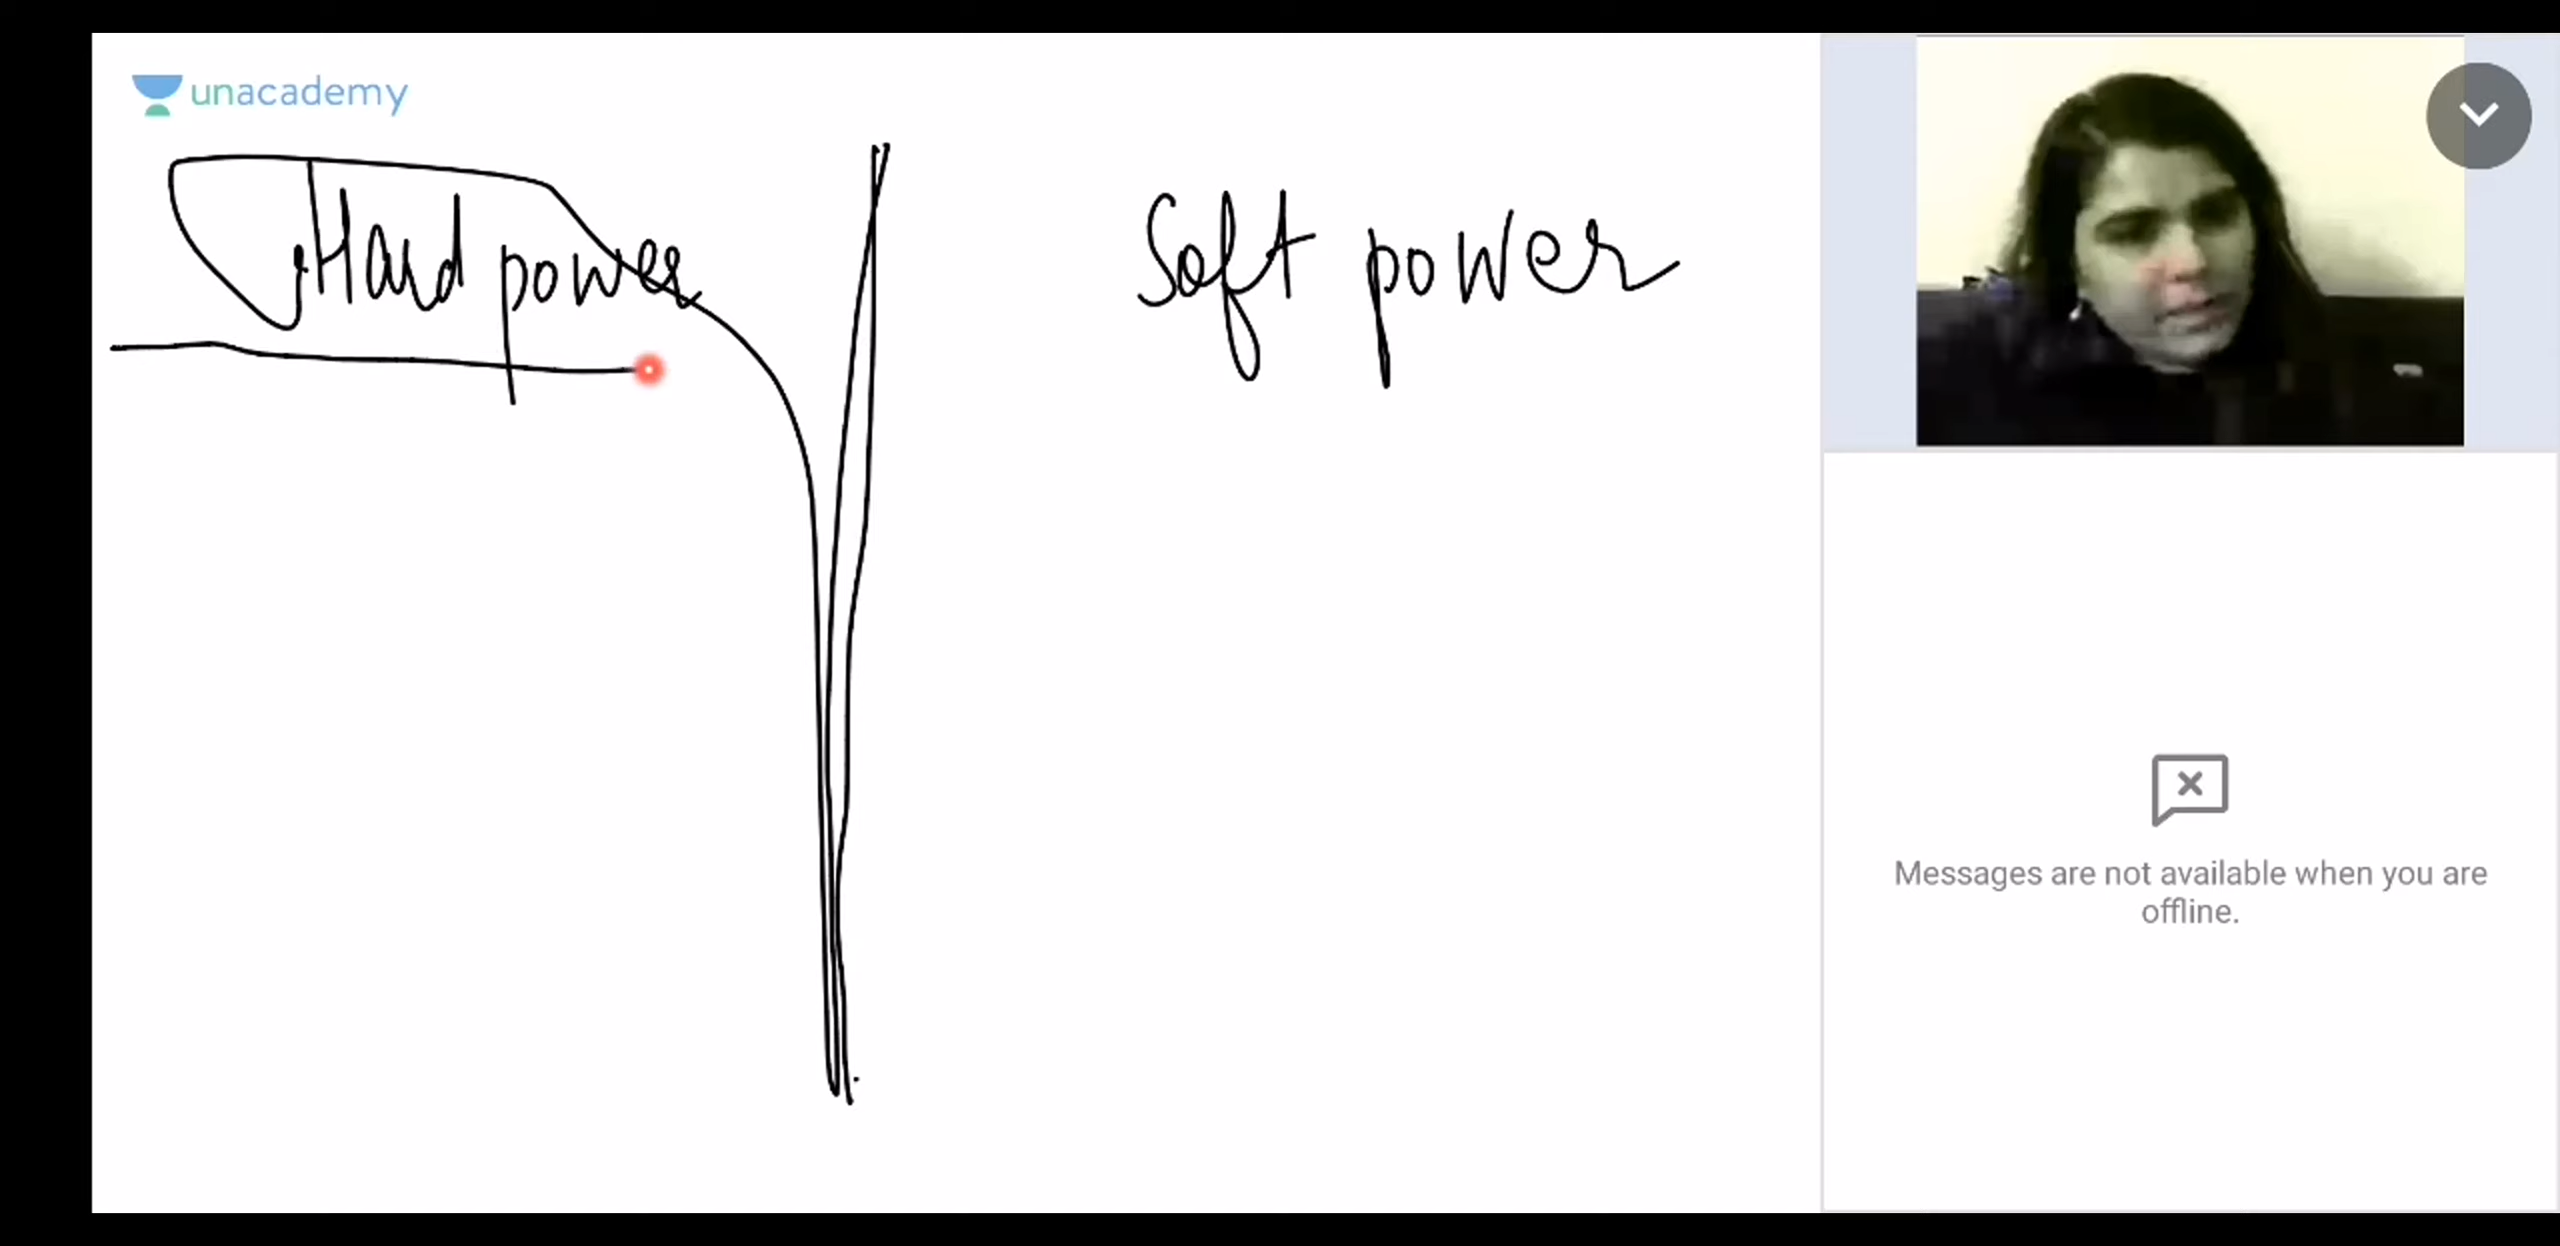 unacademy
Hard power
Soft power
Messages are not available when you are
offline.